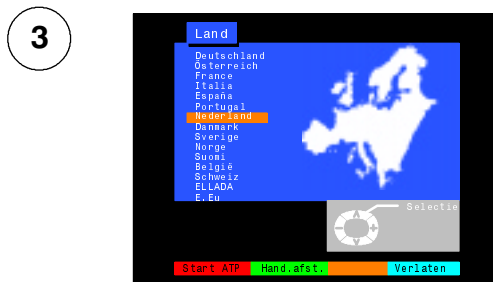 3
Land
Deutschland
Österreich
France
Italia
España
Portugal
Nederland
Danmark
Sverige
Norge
Suomi
België
Schweiz
ELLADA
E.Eu
Selectie
Start ATP
Hand.afst.
Verlaten